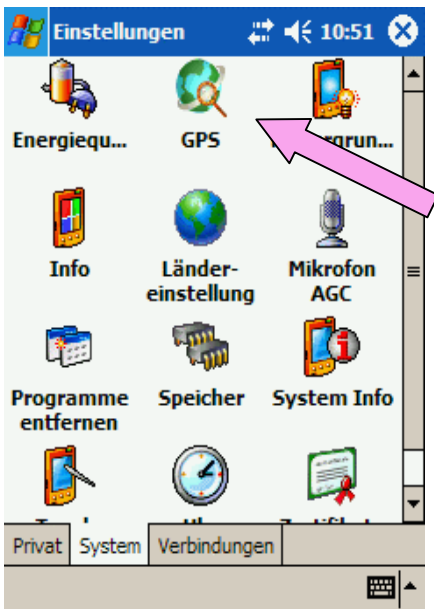 Einstellungen 10:51
Energiequ... GPS
Info Länder-
einstellung Mikrofon
AGC
Programme
entfernen Speicher System Info
Privat System Verbindungen